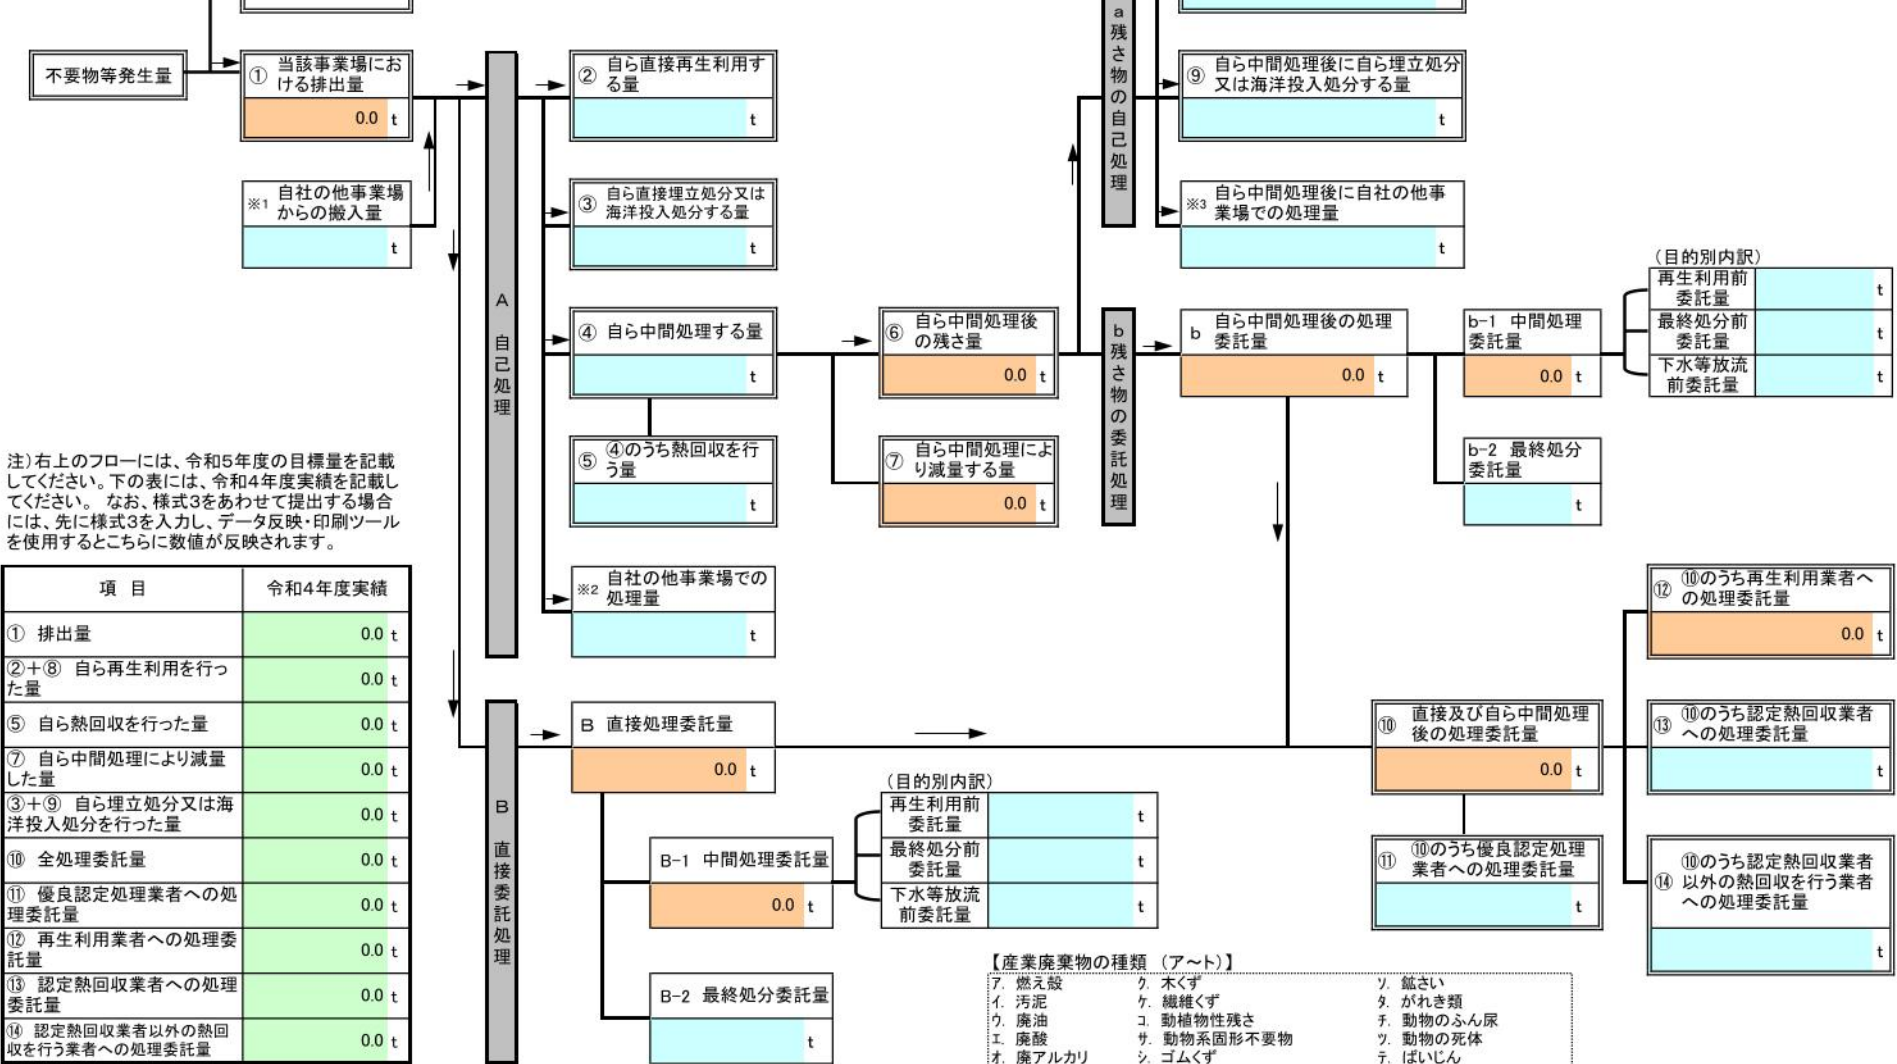 不要物等発生量
① 当該事業場にお
ける排出量
0.0 t
※1 自社の他事業場
からの搬入量
t
A 自己処理
② 自ら直接再生利用す
る量
t
③ 自ら直接埋立処分又は
海洋投入処分する量
t
④ 自ら中間処理する量
t
⑤ ④のうち熱回収を行
う量
t
※2 自社の他事業場での
処理量
t
⑥ 自ら中間処理後
の残さ量
0.0 t
⑦ 自ら中間処理によ
り減量する量
0.0 t
a 残さ物の自己処理
⑨ 自ら中間処理後に自ら埋立処分
又は海洋投入処分する量
t
※3 自ら中間処理後に自社の他事
業場での処理量
t
b 残さ物の委託処理
b 自ら中間処理後の処理
委託量
0.0 t
b-1 中間処理
委託量
0.0 t
b-2 最終処分
委託量
t
(目的別内訳)
再生利用前
委託量
t
最終処分前
委託量
t
下水等放流
前委託量
t
注)右上のフローには、令和5年度の目標量を記載
してください。下の表には、令和4年度実績を記載し
てください。 なお、様式3をあわせて提出する場合
には、先に様式3を入力し、データ反映・印刷ツール
を使用するとこちらに数値が反映されます。
項 目 令和4年度実績
① 排出量 0.0 t
②+⑧ 自ら再生利用を行っ
た量
0.0 t
⑤ 自ら熱回収を行った量 0.0 t
⑦ 自ら中間処理により減量
した量
0.0 t
③+⑨ 自ら埋立処分又は海
洋投入処分を行った量
0.0 t
⑩ 全処理委託量 0.0 t
⑪ 優良認定処理業者への処
理委託量
0.0 t
⑫ 再生利用業者への処理委
託量
0.0 t
⑬ 認定熱回収業者への処理
委託量
0.0 t
⑭ 認定熱回収業者以外の熱回
収を行う業者への処理委託量
0.0 t
B 直接委託処理
B 直接処理委託量
0.0 t
B-1 中間処理委託量
0.0 t
B-2 最終処分委託量
t
(目的別内訳)
再生利用前
委託量
t
最終処分前
委託量
t
下水等放流
前委託量
t
⑩ 直接及び自ら中間処理
後の処理委託量
0.0 t
⑪ ⑩のうち優良認定処理
業者への処理委託量
t
⑫ ⑩のうち再生利用業者へ
の処理委託量
0.0 t
⑬ ⑩のうち認定熱回収業者
への処理委託量
t
⑭ ⑩のうち認定熱回収業者
以外の熱回収を行う業者
への処理委託量
t
【産業廃棄物の種類 (ア～ト)】
ア. 燃え殻 ク. 木くず ソ. 鉱さい
イ. 汚泥 ケ. 繊維くず タ. がれき類
ウ. 廃油 コ. 動植物性残さ チ. 動物のふん尿
エ. 廃酸 サ. 動物系固形不要物 ツ. 動物の死体
オ. 廃アルカリ シ. ゴムくず テ. ばいじん